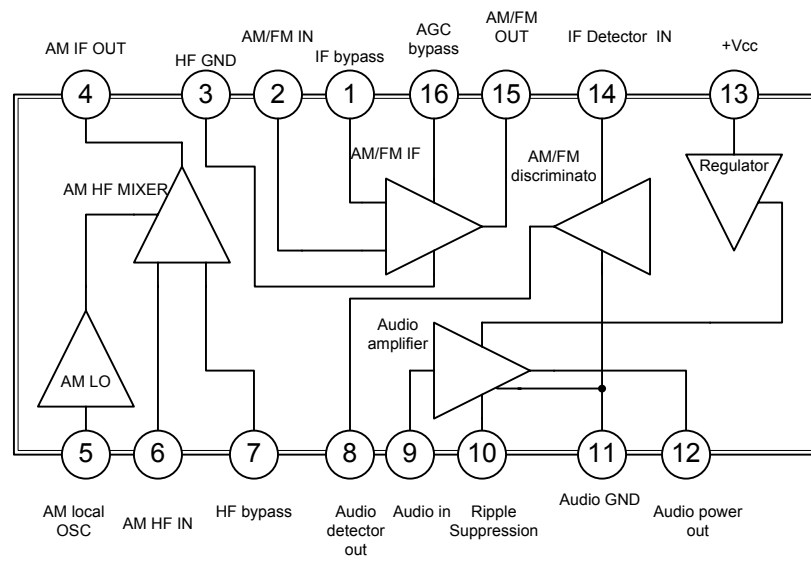 AM IF OUT
HF GND
AM/FM IN
IF bypass
AGC
bypass
AM/FM
OUT
IF Detector IN
+Vcc
4
3
2
1
16
15
14
13
AM/FM IF
AM/FM
discriminato
Regulator
AM HF MIXER
Audio
amplifier
AM LO
5
6
7
8
9
10
11
12
AM local
OSC
AM HF IN
HF bypass
Audio
detector
out
Audio in
Ripple
Suppression
Audio GND
Audio power
out